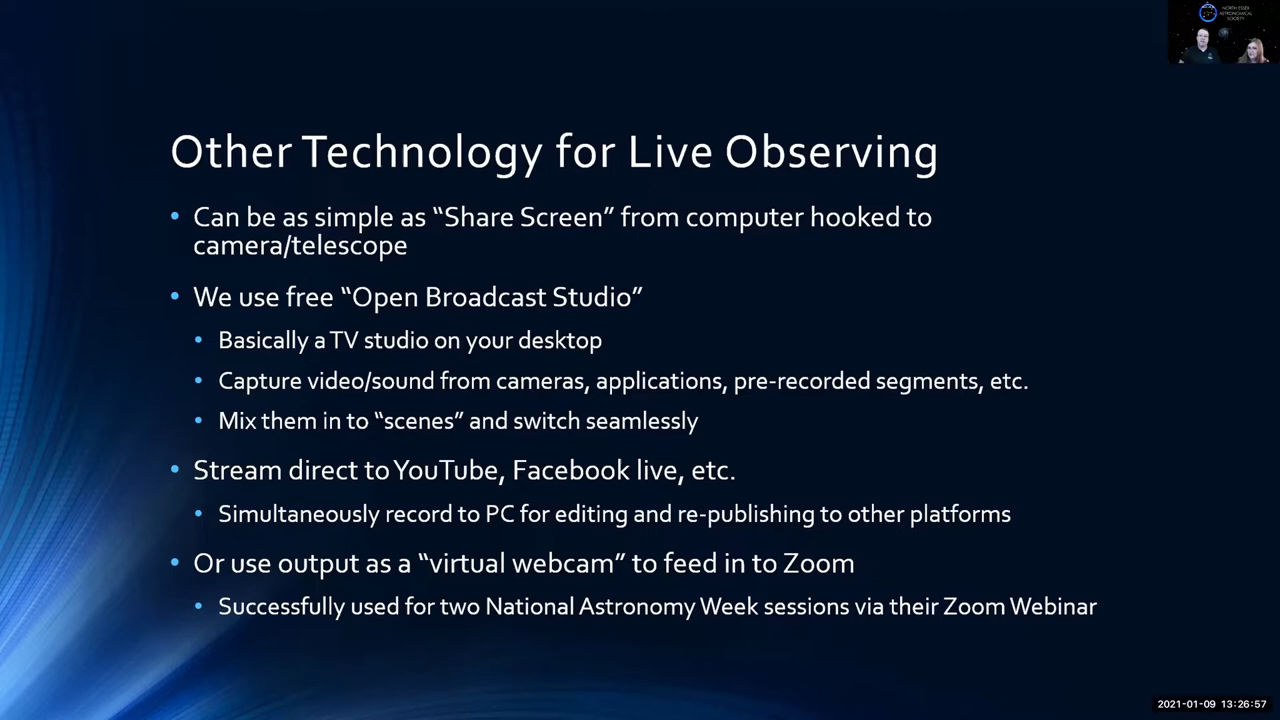 NORTH ESSEX
ASTRONOMICAL
SOCIETY
Other Technology for Live Observing
• Can be as simple as “Share Screen” from computer hooked to
camera/telescope
• We use free “Open Broadcast Studio”
• Basically a TV studio on your desktop
• Capture video/sound from cameras, applications, pre-recorded segments, etc.
• Mix them in to “scenes” and switch seamlessly
• Stream direct to YouTube, Facebook live, etc.
• Simultaneously record to PC for editing and re-publishing to other platforms
• Or use output as a “virtual webcam” to feed in to Zoom
• Successfully used for two National Astronomy Week sessions via their Zoom Webinar
2021-01-09 13:26:57